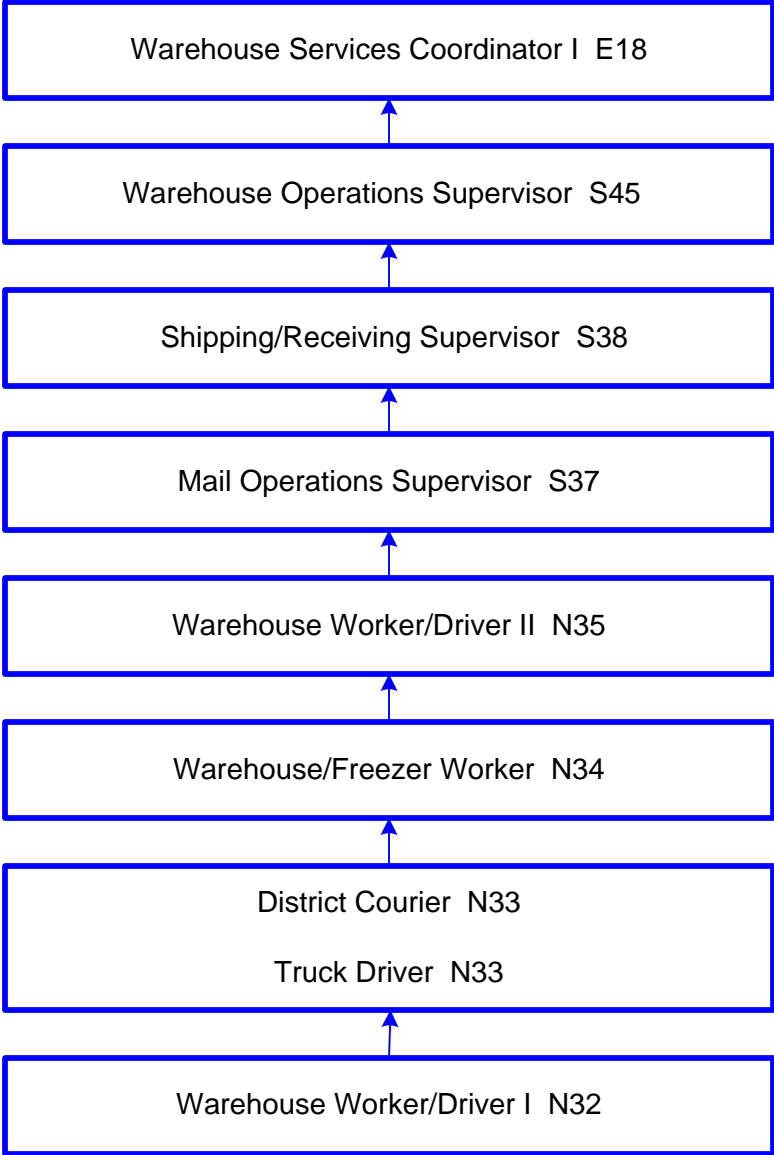 Warehouse Services Coordinator I  E18
Warehouse Operations Supervisor  S45
Shipping/Receiving Supervisor  S38
Mail Operations Supervisor  S37
Warehouse Worker/Driver II  N35
Warehouse/Freezer Worker  N34
District Courier  N33
Truck Driver  N33
Warehouse Worker/Driver I  N32